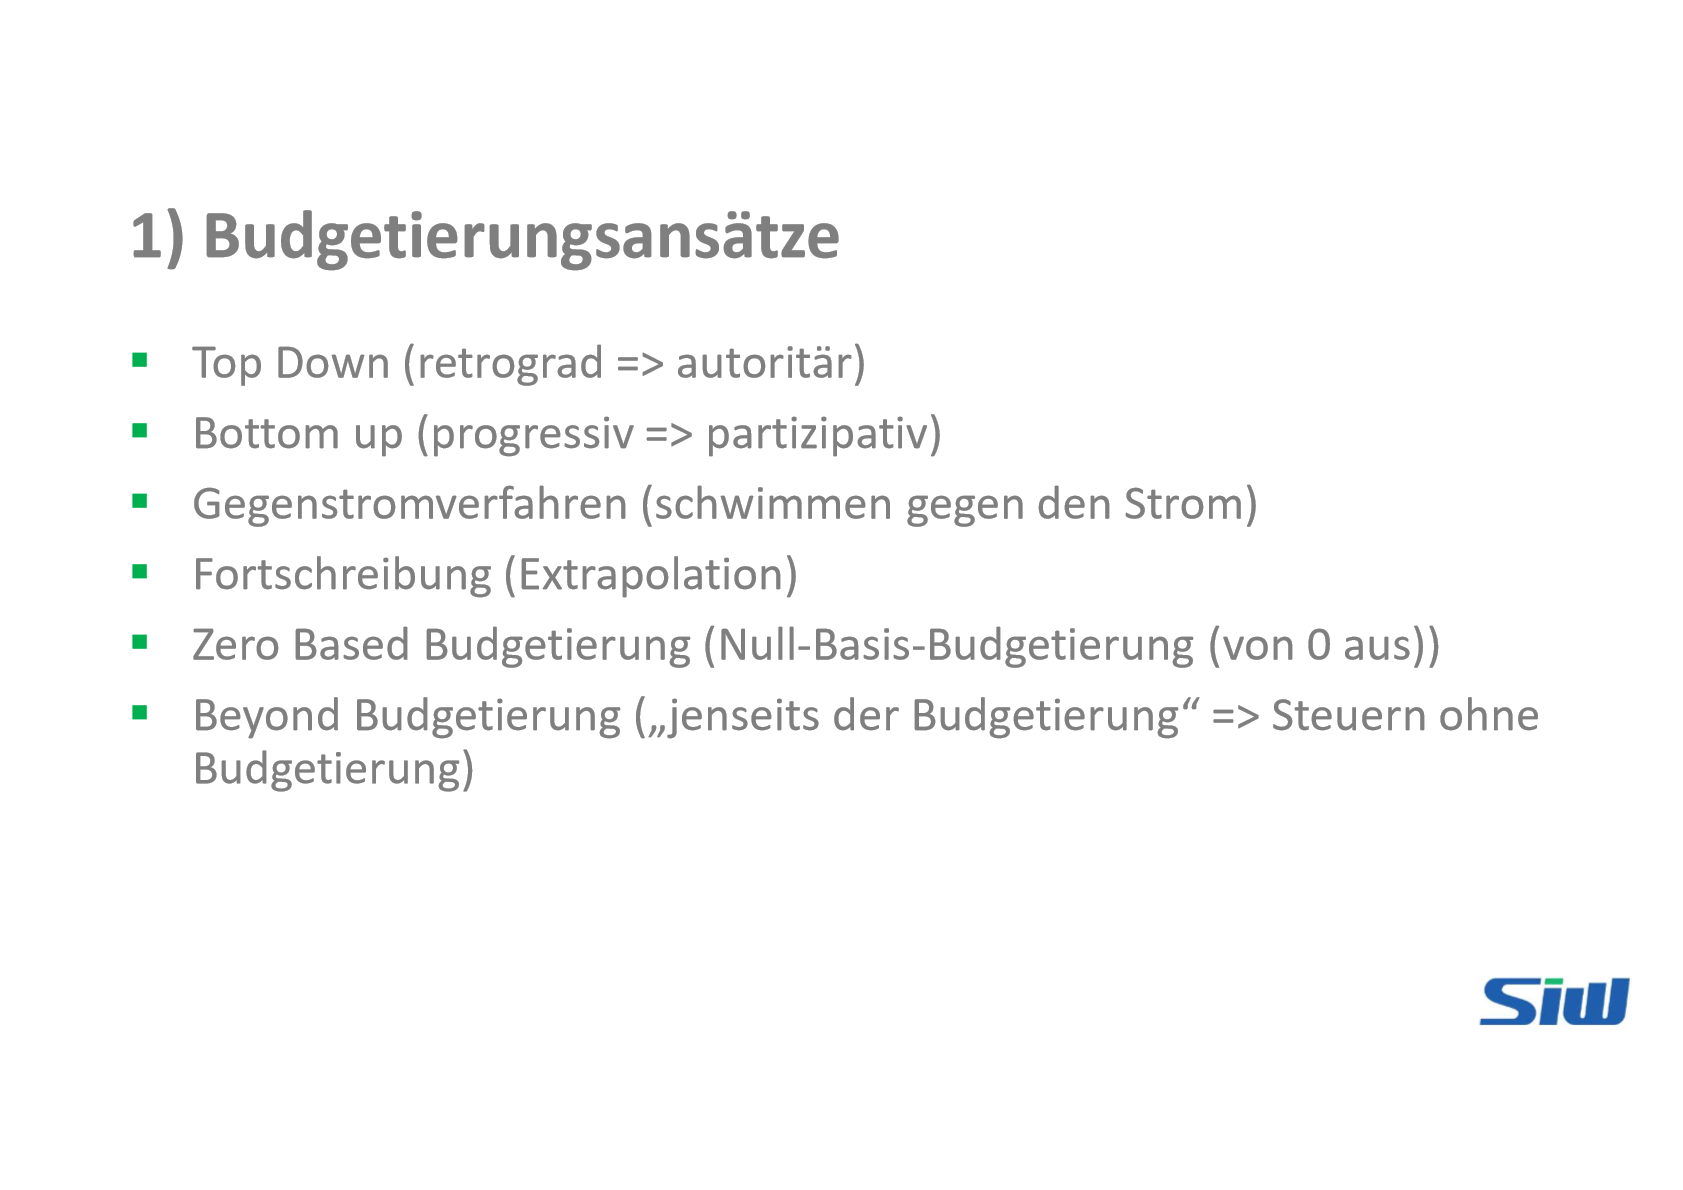 1) Budgetierungsansätze
Top Down (retrograd => autoritär)
Bottom up (progressiv => partizipativ)
Gegenstromverfahren (schwimmen gegen den Strom)
Fortschreibung (Extrapolation)
Zero Based Budgetierung (Null-Basis-Budgetierung (von 0 aus))
Beyond Budgetierung („jenseits der Budgetierung“ => Steuern ohne
Budgetierung)
Siw